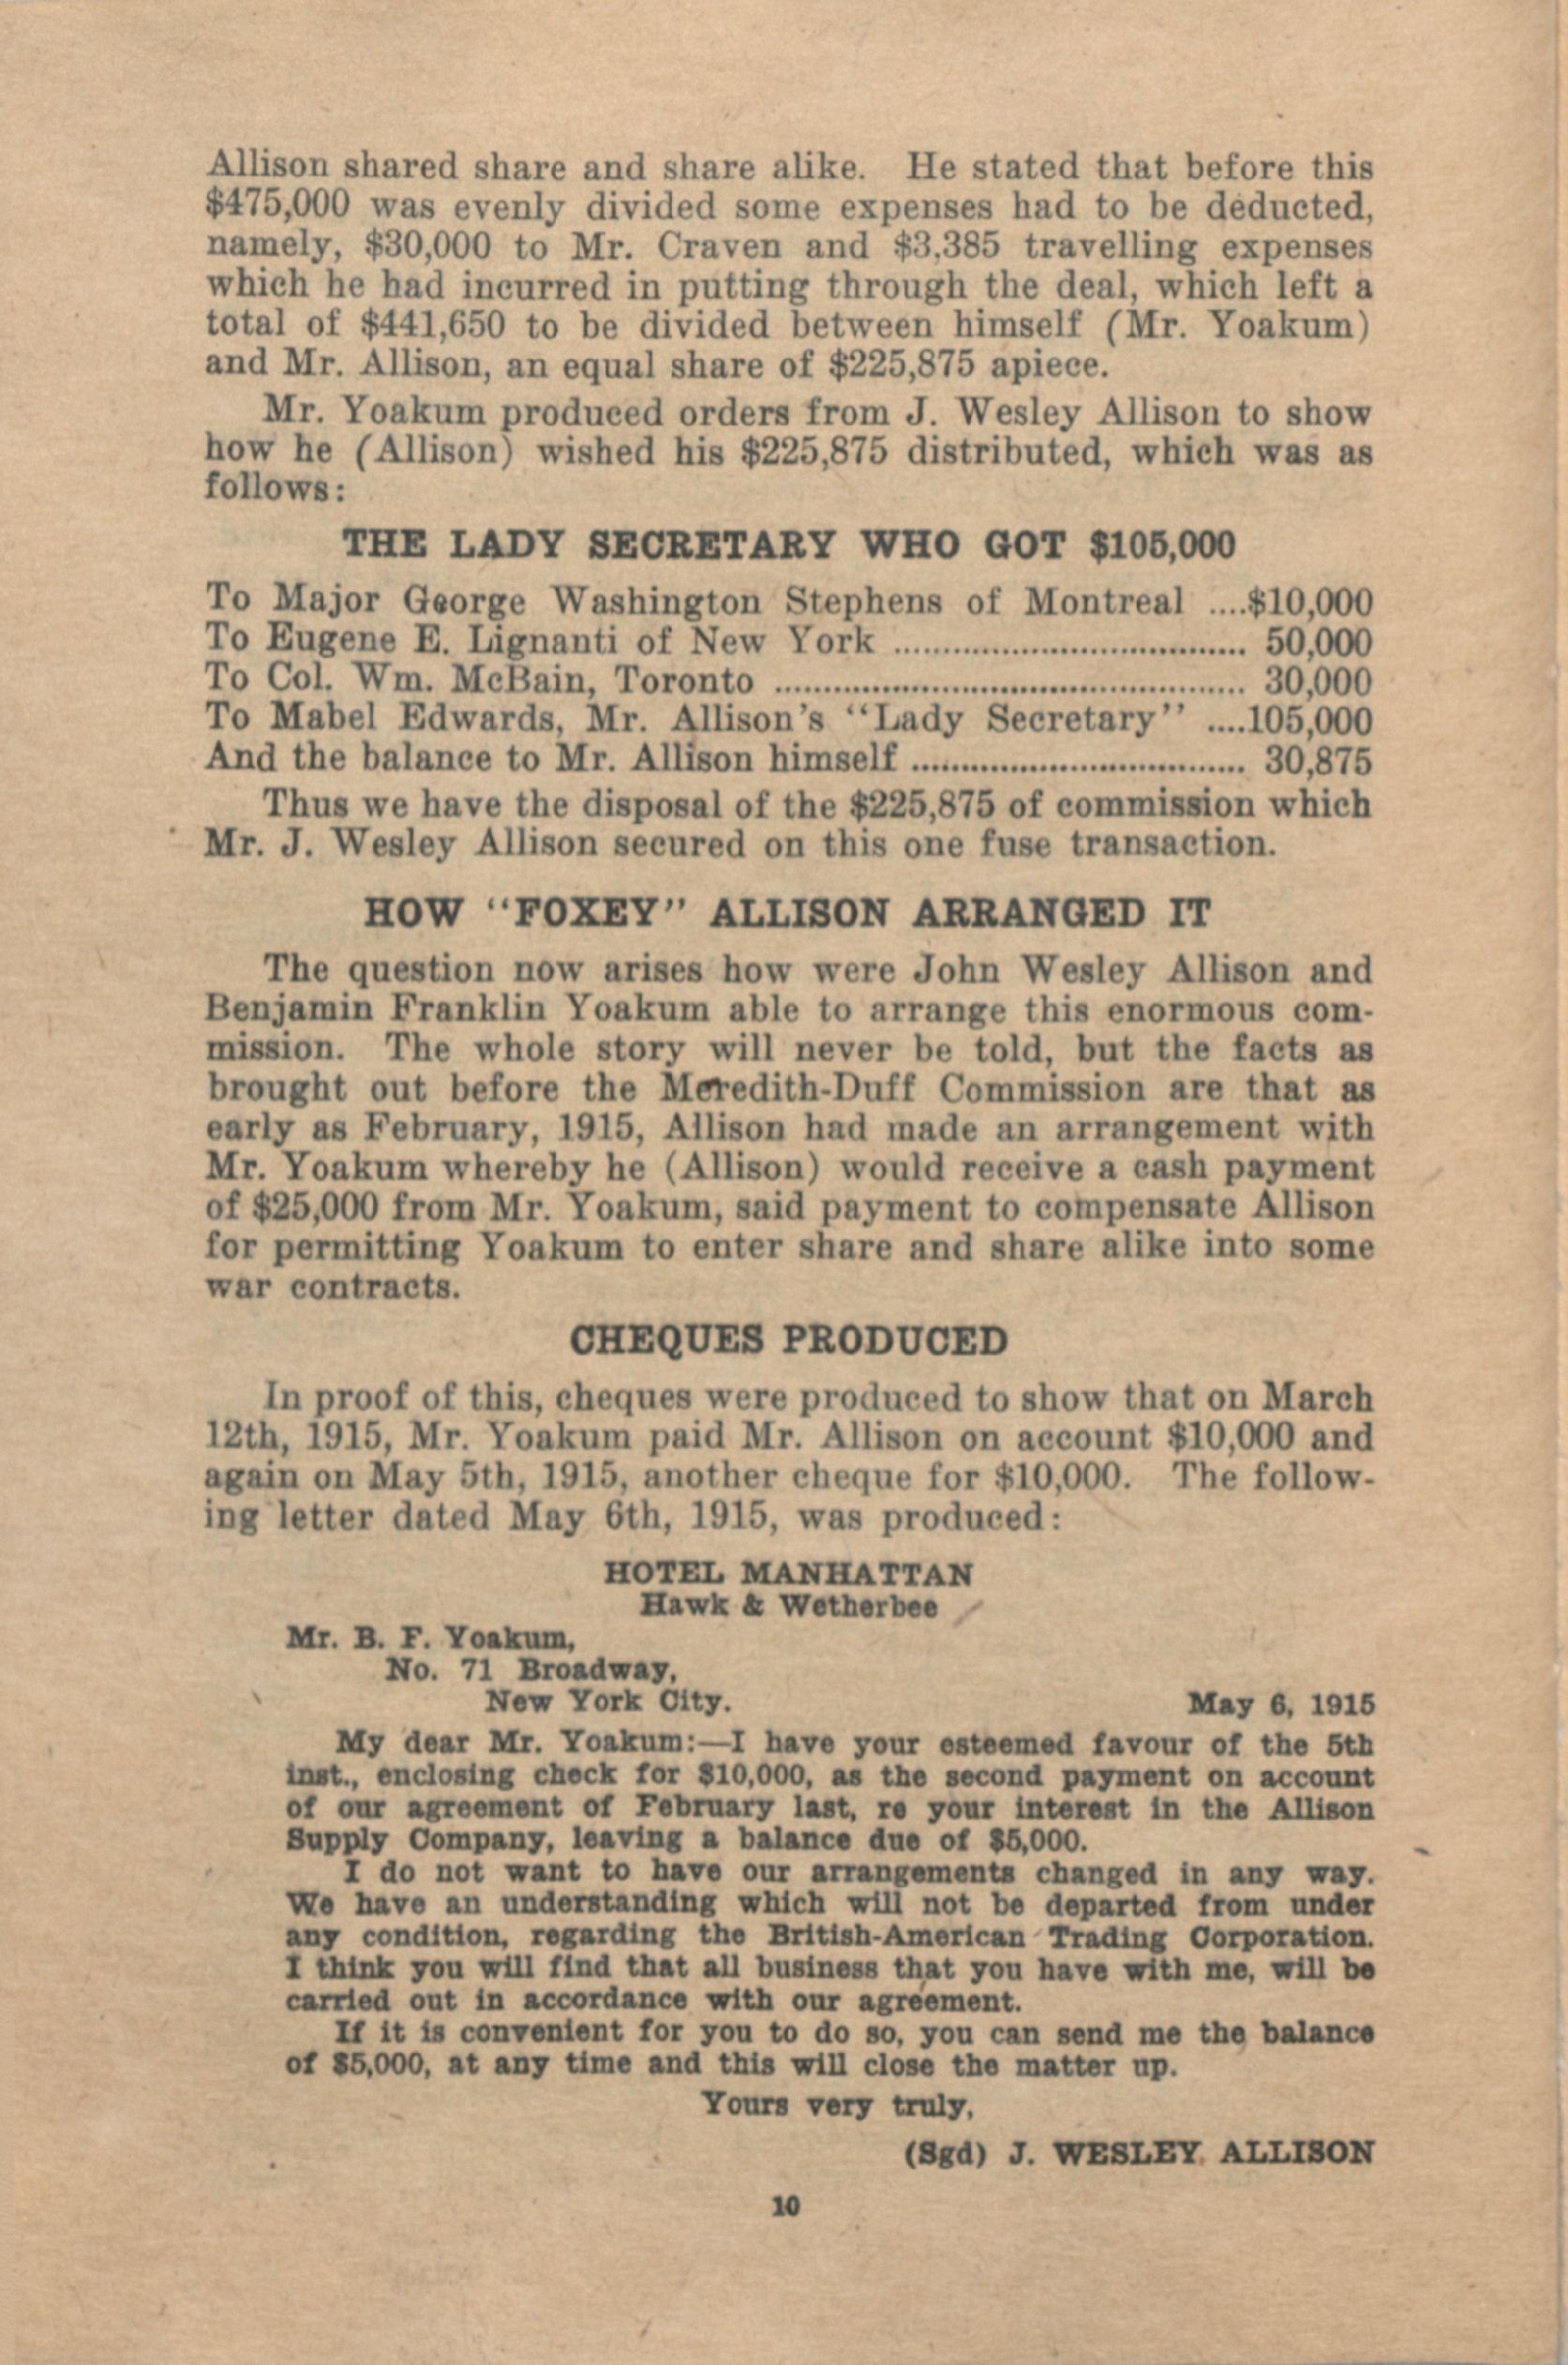 Allison shared share and share alike. He stated that before this
$475,000 was evenly divided some expenses had to be deducted,
namely, $30,000 to Mr. Craven and $3,385 travelling expenses
which he had incurred in putting through the deal, which left a
total of $441,650 to be divided between himself (Mr. Yoakum)
and Mr. Allison, an equal share of $225,875 apiece.
Mr. Yoakum produced orders from J. Wesley Allison to show
how he (Allison) wished his $225,875 distributed, which was as
follows:
THE LADY SECRETARY WHO GOT $105,000
To Major George Washington Stephens of Montreal ....$10,000
To Eugene E. Lignanti of New York .................................... 50,000
To Col. Wm. McBain, Toronto ................................................ 30,000
To Mabel Edwards, Mr. Allison's "Lady Secretary" ....105,000
And the balance to Mr. Allison himself .................................. 30,875
Thus we have the disposal of the $225,875 of commission which
Mr. J. Wesley Allison secured on this one fuse transaction.
HOW "FOXEY" ALLISON ARRANGED IT
The question now arises how were John Wesley Allison and
Benjamin Franklin Yoakum able to arrange this enormous com-
mission. The whole story will never be told, but the facts as
brought out before the Meredith-Duff Commission are that as
early as February, 1915, Allison had made an arrangement with
Mr. Yoakum whereby he (Allison) would receive a cash payment
of $25,000 from Mr. Yoakum, said payment to compensate Allison
for permitting Yoakum to enter share and share alike into some
war contracts.
CHEQUES PRODUCED
In proof of this, cheques were produced to show that on March
12th, 1915, Mr. Yoakum paid Mr. Allison on account $10,000 and
again on May 5th, 1915, another cheque for $10,000. The follow-
ing letter dated May 6th, 1915, was produced:
HOTEL MANHATTAN
Hawk & Wetherbee
Mr. B. F. Yoakum,
No. 71 Broadway,
New York City. May 6, 1915
My dear Mr. Yoakum:—I have your esteemed favour of the 5th
inst., enclosing check for $10,000, as the second payment on account
of our agreement of February last, re your interest in the Allison
Supply Company, leaving a balance due of $5,000.
I do not want to have our arrangements changed in any way.
We have an understanding which will not be departed from under
any condition, regarding the British-American Trading Corporation.
I think you will find that all business that you have with me, will be
carried out in accordance with our agreement.
If it is convenient for you to do so, you can send me the balance
of $5,000, at any time and this will close the matter up.
Yours very truly,
(Sgd) J. WESLEY ALLISON
10